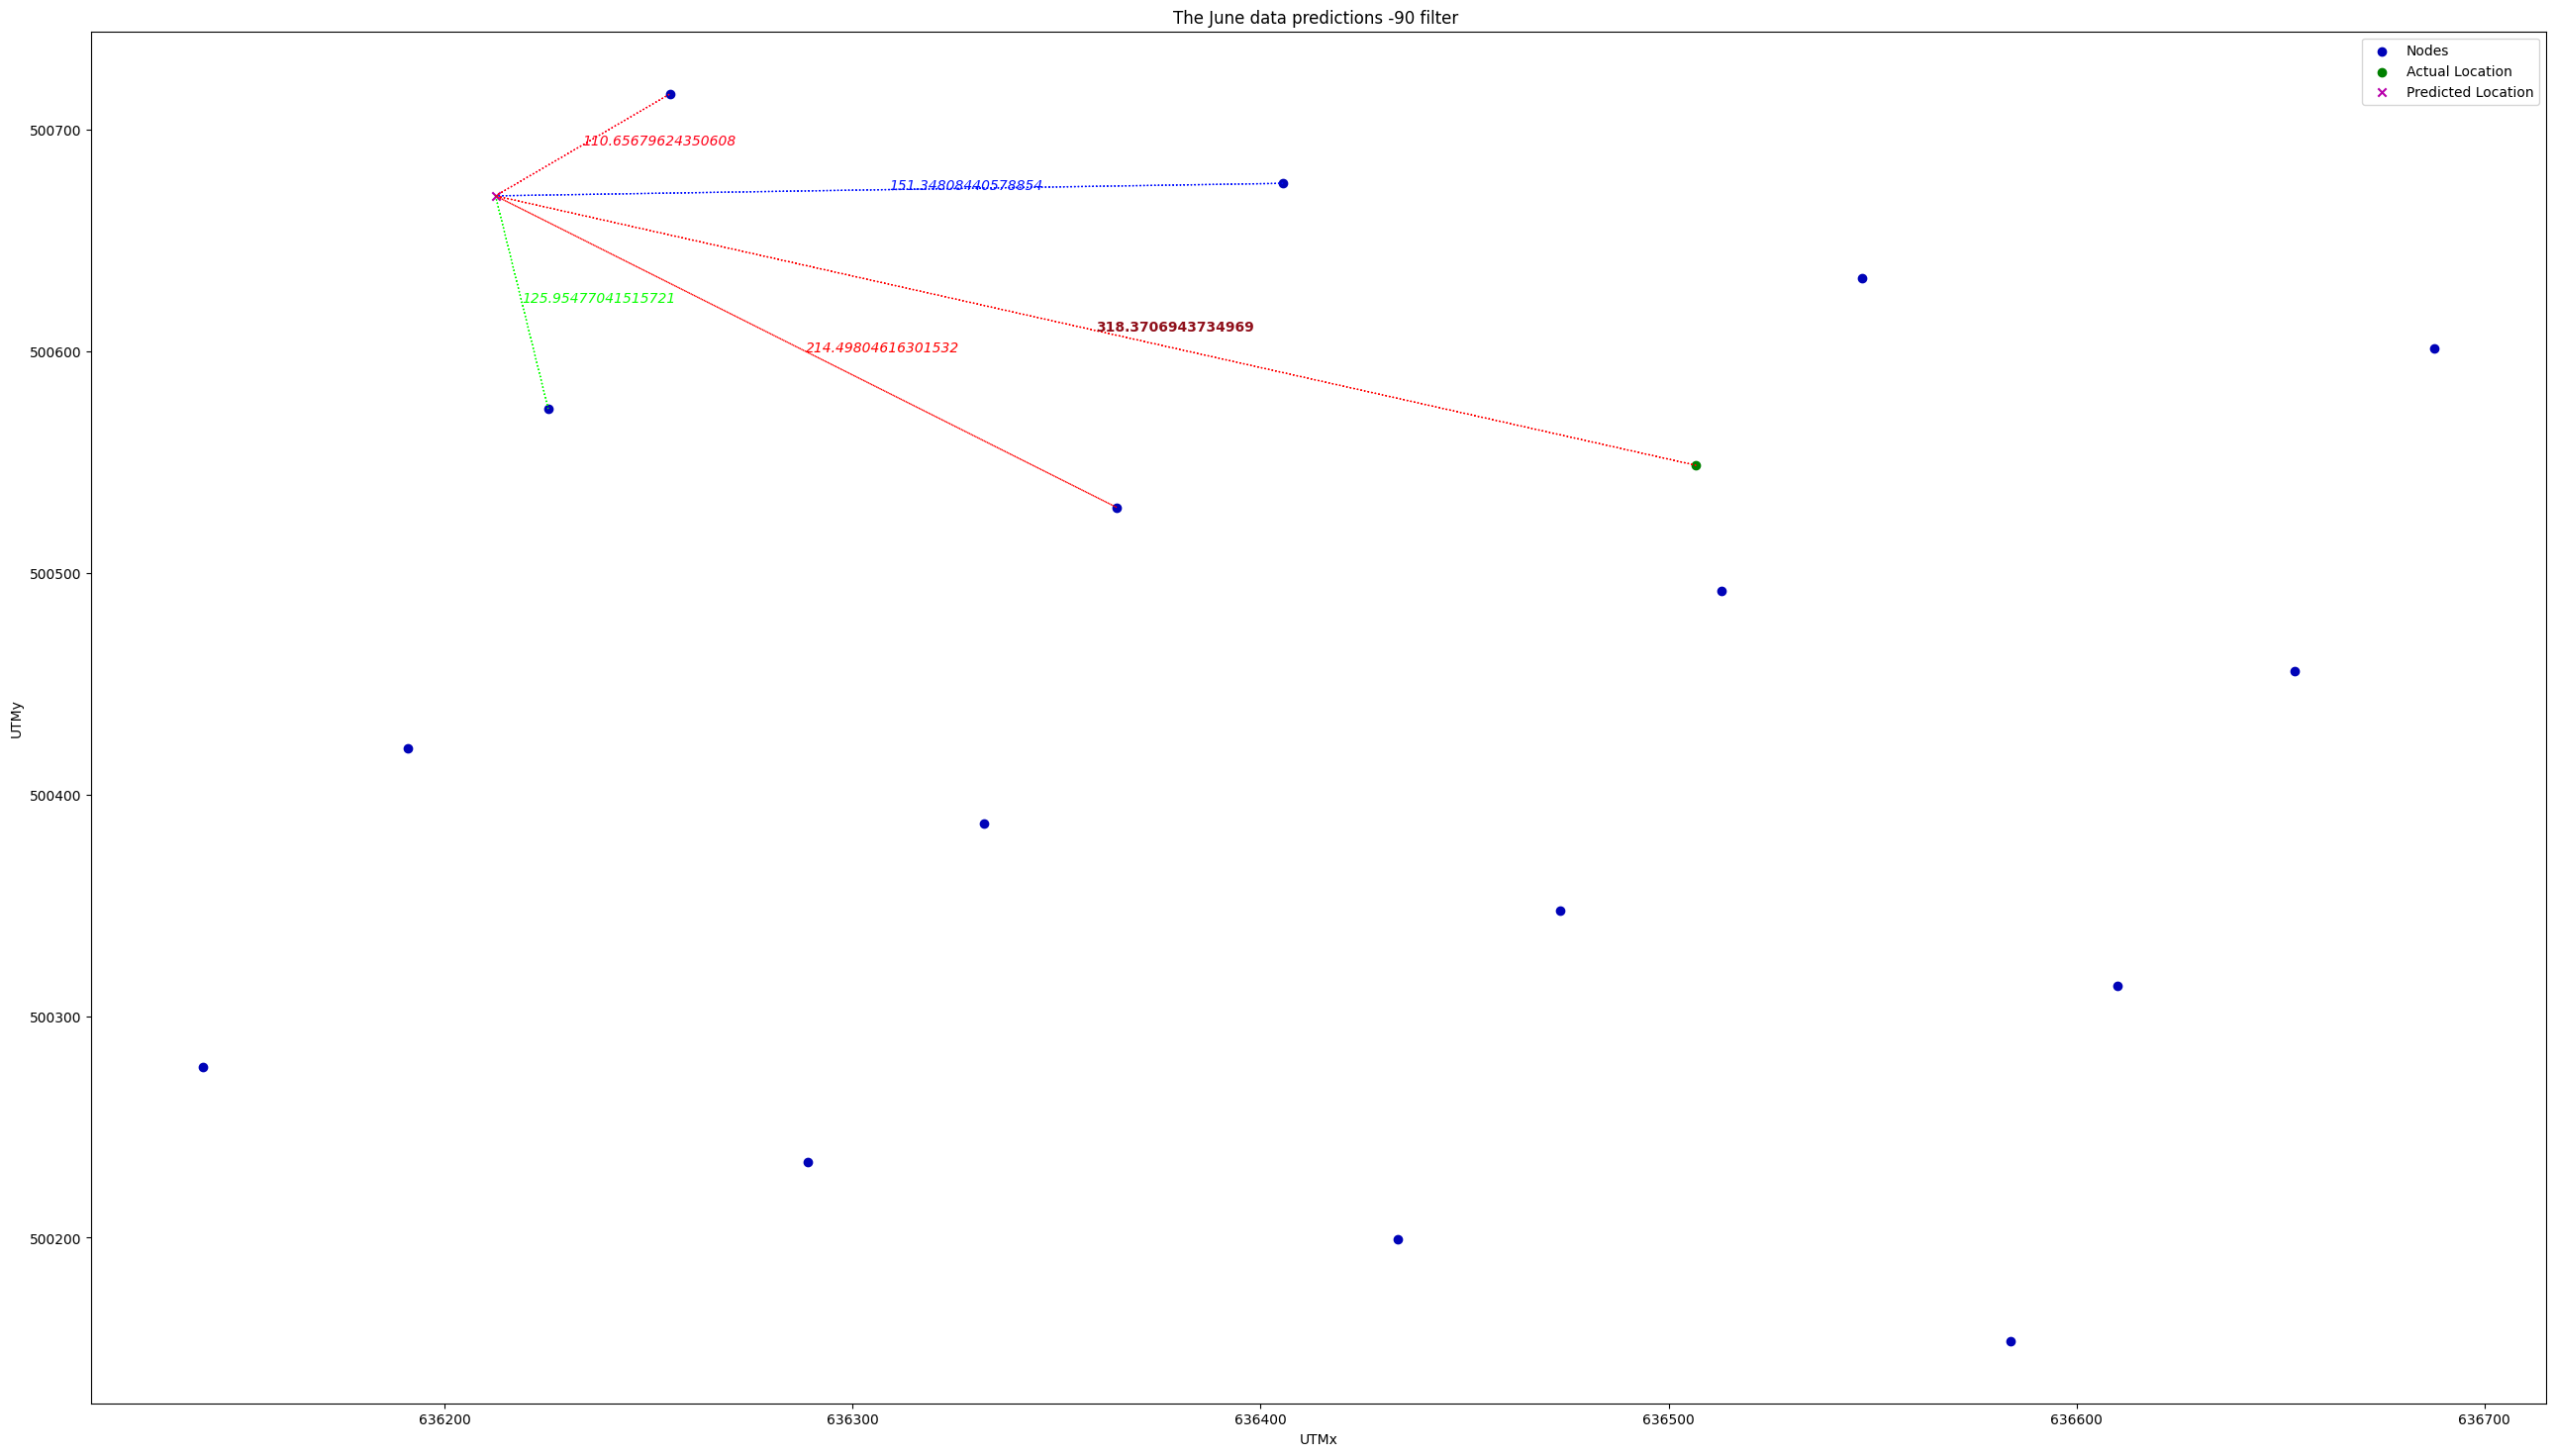 The June data predictions -90 filter
Nodes
Actual Location
Predicted Location
110.65679624350608
151.34808440578854
125.95477041515721
318.3706943734969
214.49804616301532
500700
500600
500500
500400
500300
500200
UTMy
636200
636300
636400
636500
636600
636700
UTMx